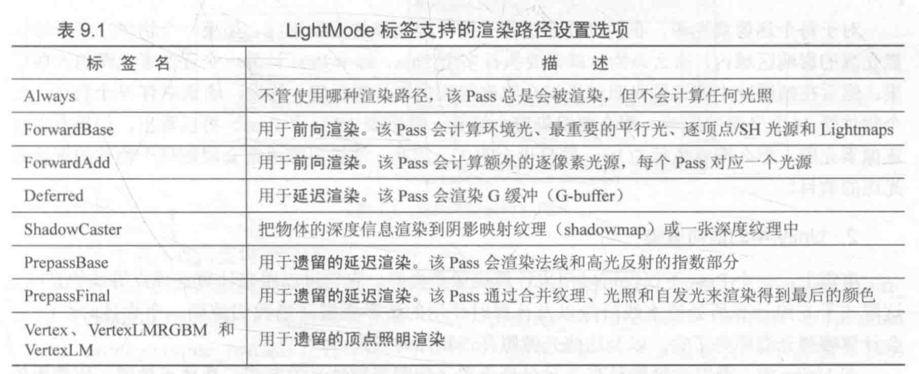 表 9.1 LightMode 标签支持的渲染路径设置选项
标 签 名 描 述
Always 不管使用哪种渲染路径，该 Pass 总是会被渲染，但不会计算任何光照
ForwardBase 用于前向渲染。该 Pass 会计算环境光、最重要的平行光、逐顶点/SH 光源和 Lightmaps
ForwardAdd 用于前向渲染。该 Pass 会计算额外的逐像素光源，每个 Pass 对应一个光源
Deferred 用于延迟渲染。该 Pass 会渲染 G 缓冲（G-buffer）
ShadowCaster 把物体的深度信息渲染到阴影映射纹理（shadowmap）或一张深度纹理中
PrepassBase 用于遗留的延迟渲染。该 Pass 会渲染法线和高光反射的指数部分
PrepassFinal 用于遗留的延迟渲染。该 Pass 通过合并纹理、光照和自发光来渲染得到最后的颜色
Vertex、VertexLMRGBM 和
VertexLM 用于遗留的顶点照明渲染